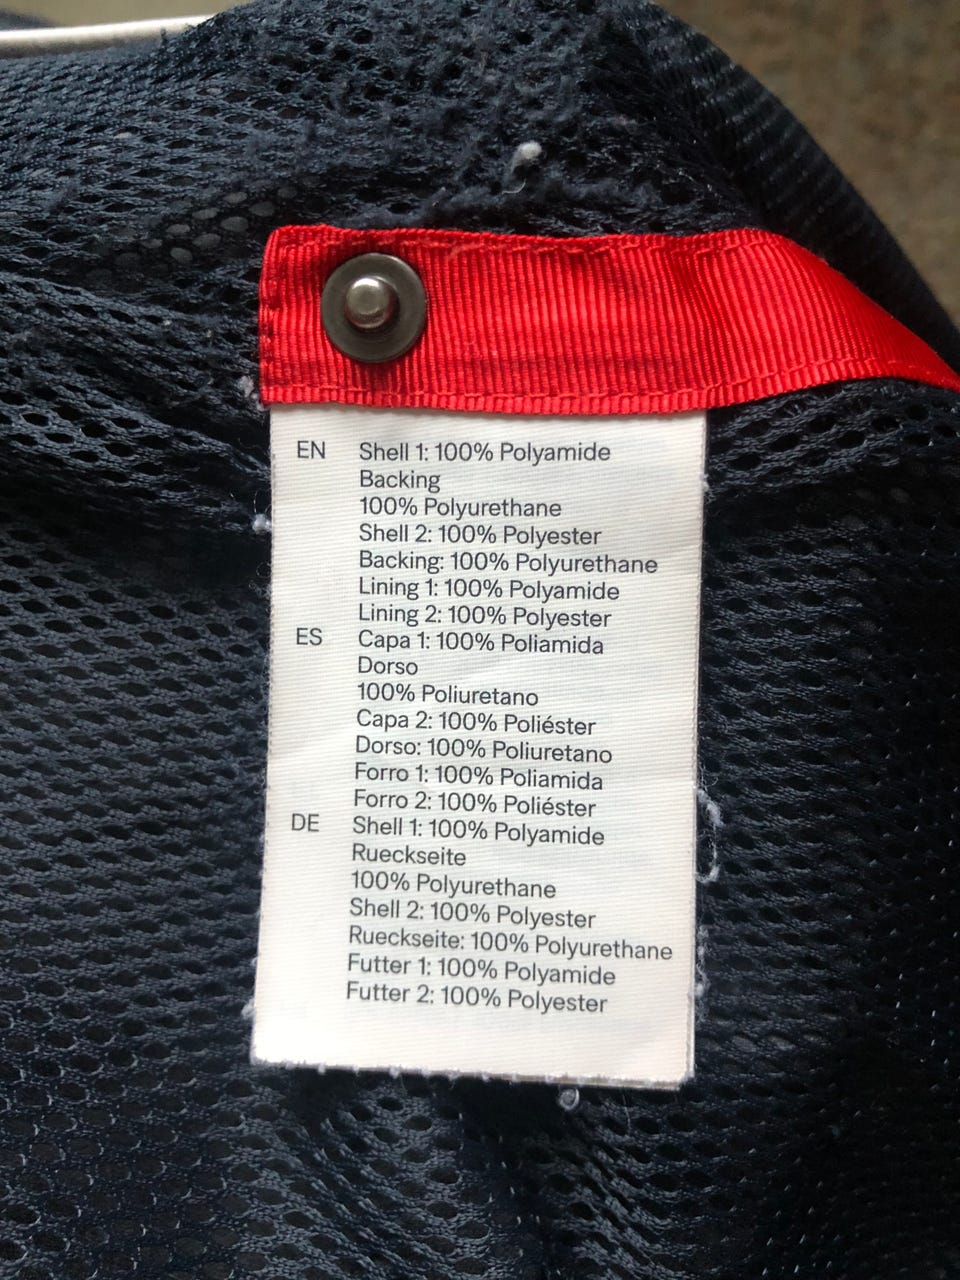 EN Shell 1: 100% Polyamide
Backing
100% Polyurethane
Shell 2: 100% Polyester
Backing: 100% Polyurethane
Lining 1: 100% Polyamide
Lining 2: 100% Polyester
ES Capa 1: 100% Poliamida
Dorso
100% Poliuretano
Capa 2: 100% Poliéster
Dorso: 100% Poliuretano
Forro 1: 100% Poliamida
Forro 2: 100% Poliéster
DE Shell 1: 100% Polyamide
Rueckseite
100% Polyurethane
Shell 2: 100% Polyester
Rueckseite: 100% Polyurethane
Futter 1: 100% Polyamide
Futter 2: 100% Polyester